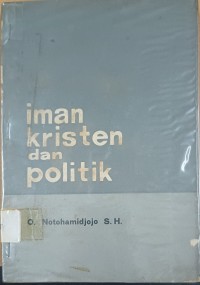 iman
kristen
dan
politik
O. Notohamidjojo S. H.